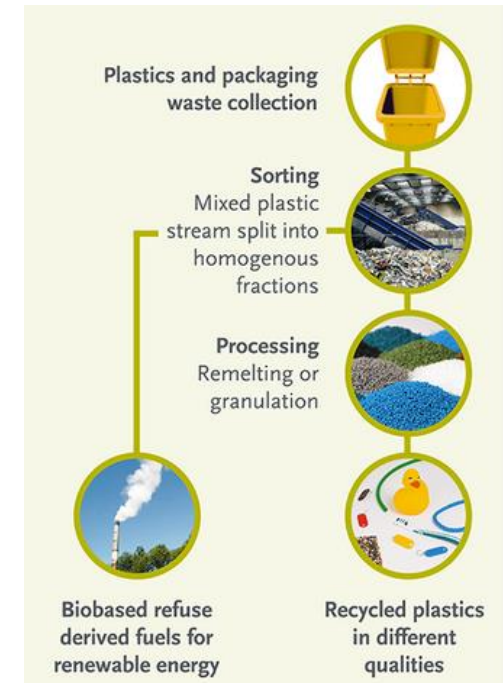 Plastics and packaging
waste collection
Sorting
Mixed plastic
stream split into
homogenous
fractions
Processing
Remelting or
granulation
Biobased refuse
derived fuels for
renewable energy
Recycled plastics
in different
qualities